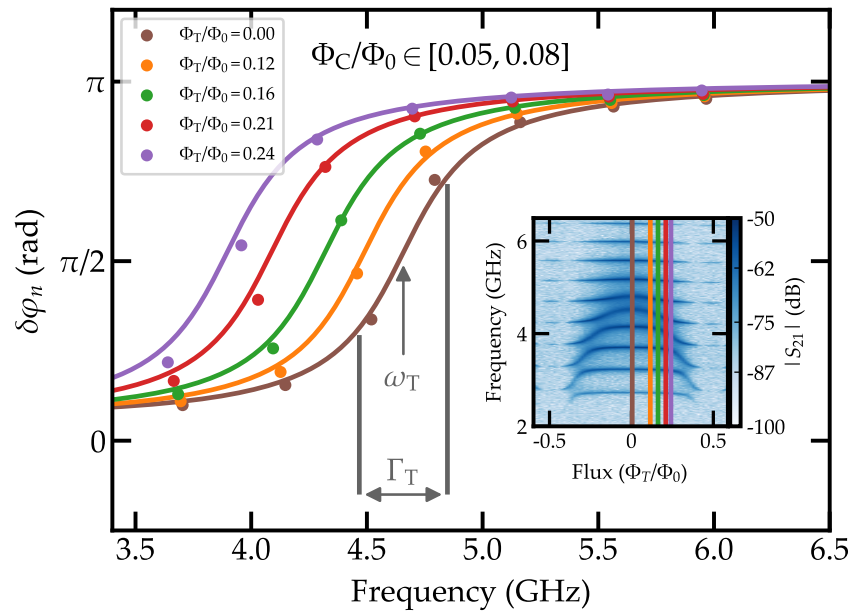 Φ_T/Φ_0 = 0.00
Φ_T/Φ_0 = 0.12
Φ_T/Φ_0 = 0.16
Φ_T/Φ_0 = 0.21
Φ_T/Φ_0 = 0.24
Φ_C/Φ_0 ∈ [0.05, 0.08]
π
π/2
0
δφ_n (rad)
ω_T
Γ_T
3.5 4.0 4.5 5.0 5.5 6.0 6.5
Frequency (GHz)
6
4
2
Frequency (GHz)
-0.5 0 0.5
Flux (Φ_T/Φ_0)
-50
-62
-75
-87
-100
|S_21| (dB)